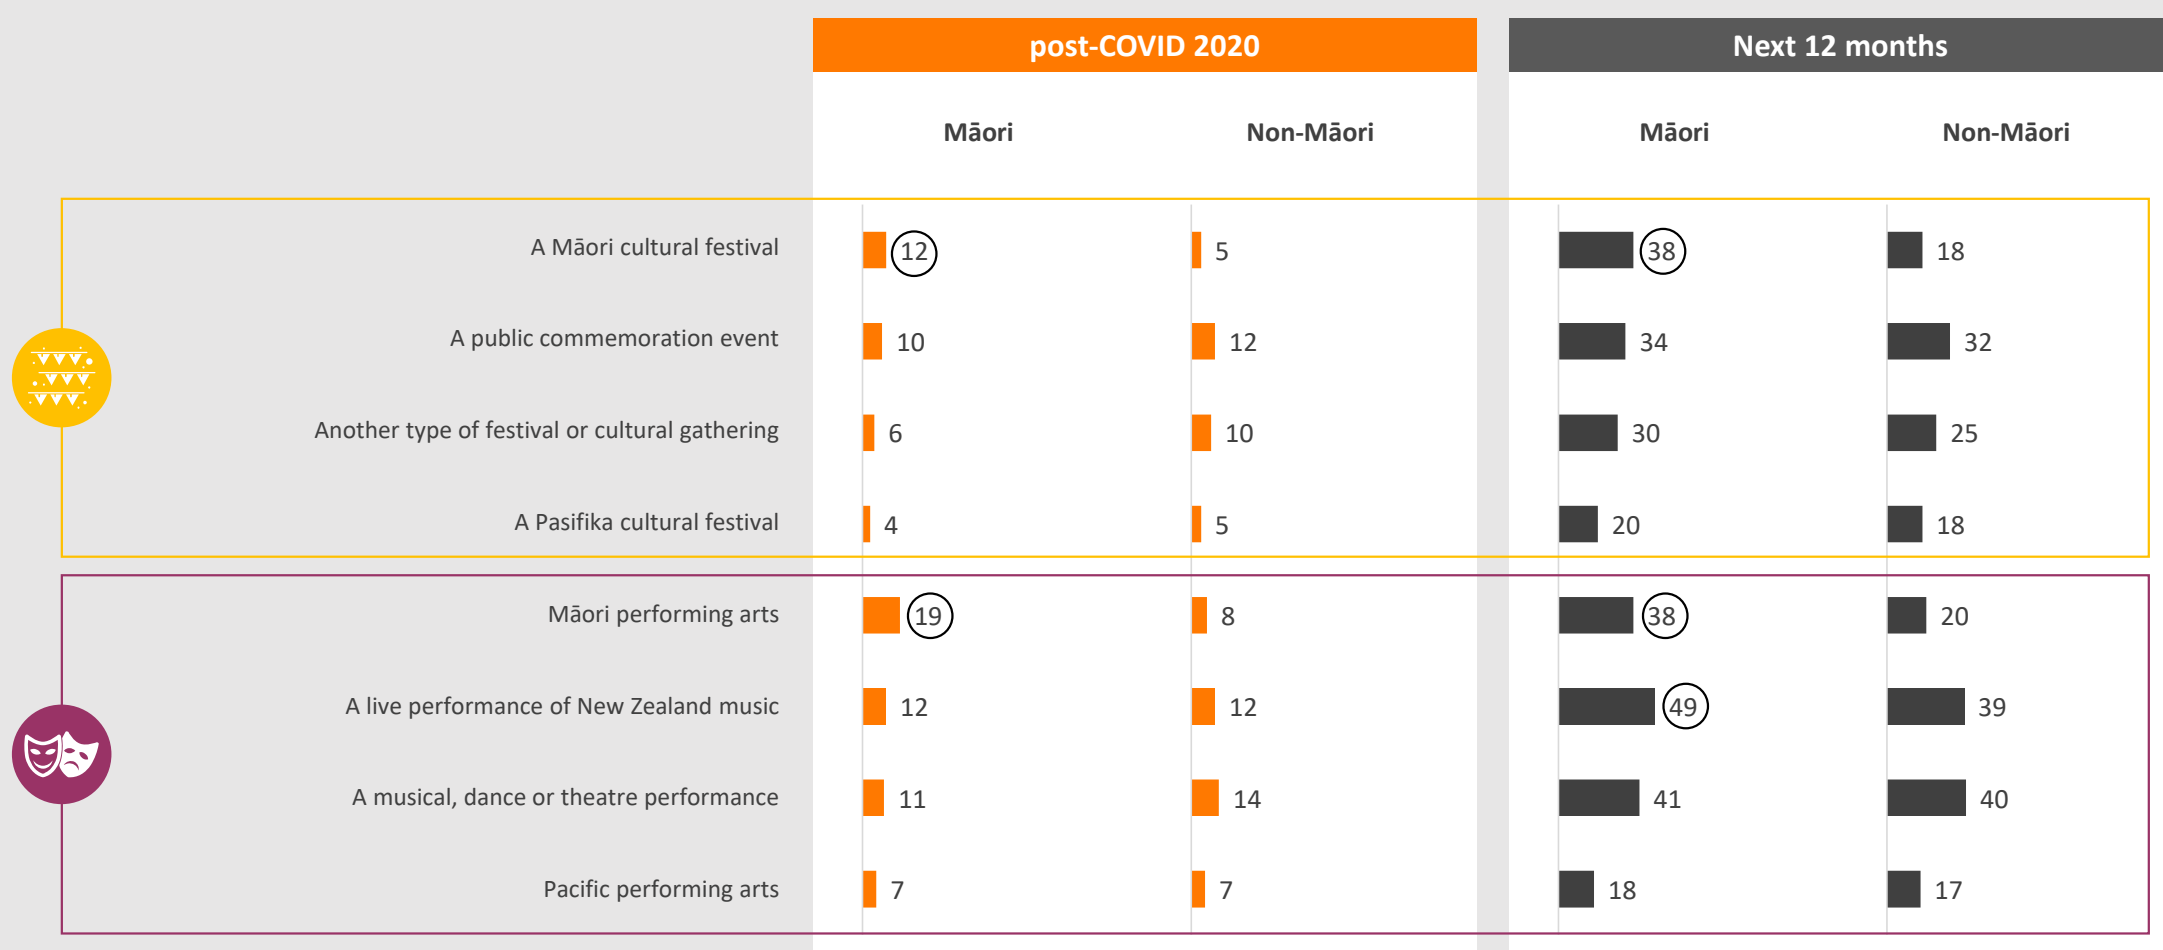 post-COVID 2020 Next 12 months
Māori Non-Māori Māori Non-Māori
A Māori cultural festival 12 5 38 18
A public commemoration event 10 12 34 32
Another type of festival or cultural gathering 6 10 30 25
A Pasifika cultural festival 4 5 20 18
Māori performing arts 19 8 38 20
A live performance of New Zealand music 12 12 49 39
A musical, dance or theatre performance 11 14 41 40
Pacific performing arts 7 7 18 17